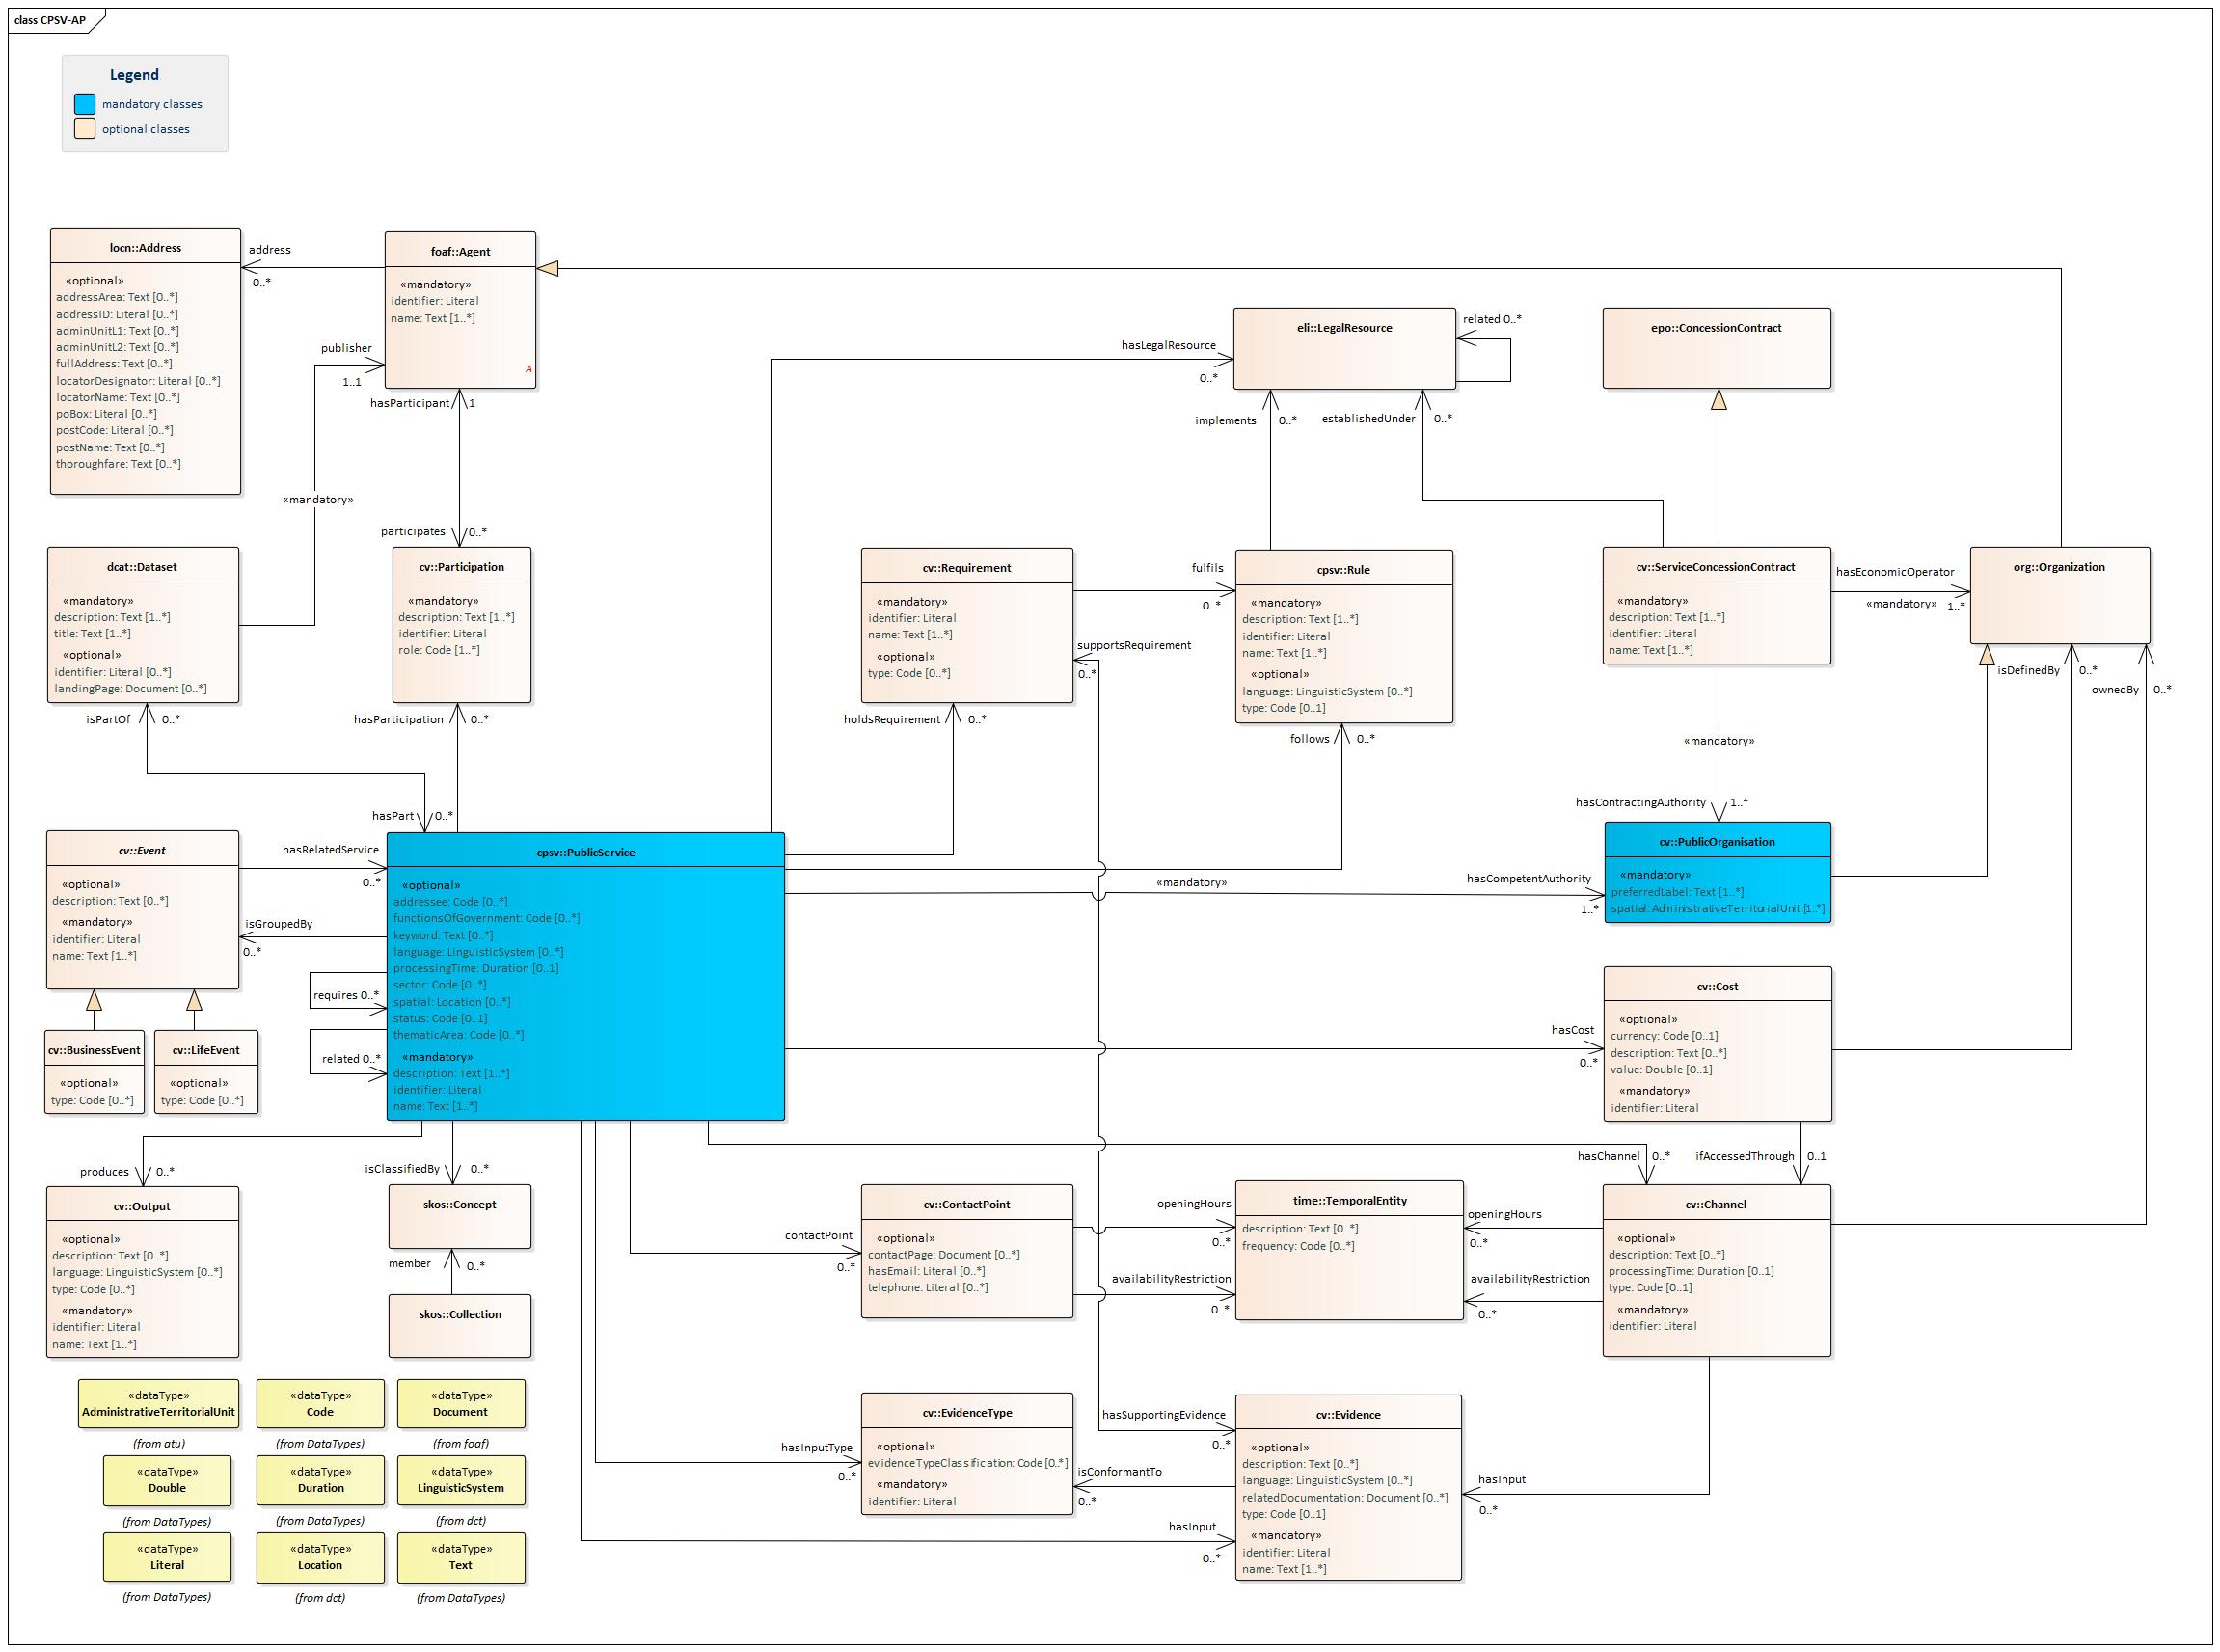 class CPSV-AP
Legend
mandatory classes
optional classes
locn::Address
«optional»
addressArea: Text [0..*]
addressID: Literal [0..*]
adminUnitL1: Text [0..*]
adminUnitL2: Text [0..*]
fullAddress: Text [0..*]
locatorDesignator: Literal [0..*]
locatorName: Text [0..*]
poBox: Literal [0..*]
postCode: Literal [0..*]
postName: Text [0..*]
thoroughfare: Text [0..*]
address
0..*
foaf::Agent
«mandatory»
identifier: Literal
name: Text [1..*]
A
publisher
1..1
«mandatory»
hasParticipant
1
participates
0..*
eli::LegalResource
related 0..*
hasLegalResource
0..*
implements
0..*
establishedUnder
0..*
epo::ConcessionContract
dcat::Dataset
«mandatory»
description: Text [1..*]
title: Text [1..*]
«optional»
identifier: Literal [0..*]
landingPage: Document [0..*]
isPartOf
0..*
cv::Participation
«mandatory»
description: Text [1..*]
identifier: Literal
role: Code [1..*]
hasParticipation
0..*
cv::Requirement
«mandatory»
identifier: Literal
name: Text [1..*]
«optional»
type: Code [0..*]
holdsRequirement
0..*
fulfils
0..*
supportsRequirement
0..*
cpsv::Rule
«mandatory»
description: Text [1..*]
identifier: Literal
name: Text [1..*]
«optional»
language: LinguisticSystem [0..*]
type: Code [0..1]
follows
0..*
cv::ServiceConcessionContract
«mandatory»
description: Text [1..*]
identifier: Literal
name: Text [1..*]
hasEconomicOperator
«mandatory»
1..*
org::Organization
isDefinedBy
0..*
ownedBy
0..*
«mandatory»
hasContractingAuthority
1..*
hasPart
0..*
cv::Event
«optional»
description: Text [0..*]
«mandatory»
identifier: Literal
name: Text [1..*]
hasRelatedService
0..*
isGroupedBy
0..*
requires 0..*
related 0..*
cpsv::PublicService
«optional»
addressee: Code [0..*]
functionsOfGovernment: Code [0..*]
keyword: Text [0..*]
language: LinguisticSystem [0..*]
processingTime: Duration [0..1]
sector: Code [0..*]
spatial: Location [0..*]
status: Code [0..1]
thematicArea: Code [0..*]
«mandatory»
description: Text [1..*]
identifier: Literal
name: Text [1..*]
«mandatory»
hasCompetentAuthority
1..*
cv::PublicOrganisation
«mandatory»
preferredLabel: Text [1..*]
spatial: AdministrativeTerritorialUnit [1..*]
cv::BusinessEvent
«optional»
type: Code [0..*]
cv::LifeEvent
«optional»
type: Code [0..*]
hasCost
0..*
cv::Cost
«optional»
currency: Code [0..1]
description: Text [0..*]
value: Double [0..1]
«mandatory»
identifier: Literal
produces
0..*
isClassifiedBy
0..*
hasChannel
0..*
ifAccessedThrough
0..1
cv::Output
«optional»
description: Text [0..*]
language: LinguisticSystem [0..*]
type: Code [0..*]
«mandatory»
identifier: Literal
name: Text [1..*]
skos::Concept
member
0..*
skos::Collection
contactPoint
0..*
cv::ContactPoint
«optional»
contactPage: Document [0..*]
hasEmail: Literal [0..*]
telephone: Literal [0..*]
openingHours
0..*
availabilityRestriction
0..*
time::TemporalEntity
description: Text [0..*]
frequency: Code [0..*]
openingHours
0..*
availabilityRestriction
0..*
cv::Channel
«optional»
description: Text [0..*]
processingTime: Duration [0..1]
type: Code [0..1]
«mandatory»
identifier: Literal
hasInputType
0..*
cv::EvidenceType
«optional»
evidenceTypeClassification: Code [0..*]
«mandatory»
identifier: Literal
hasSupportingEvidence
0..*
isConformantTo
0..*
hasInput
0..*
cv::Evidence
«optional»
description: Text [0..*]
language: LinguisticSystem [0..*]
relatedDocumentation: Document [0..*]
type: Code [0..1]
«mandatory»
identifier: Literal
name: Text [1..*]
hasInput
0..*
«dataType»
AdministrativeTerritorialUnit
(from atu)
«dataType»
Code
(from DataTypes)
«dataType»
Document
(from foaf)
«dataType»
Double
(from DataTypes)
«dataType»
Duration
(from DataTypes)
«dataType»
LinguisticSystem
(from dct)
«dataType»
Literal
(from DataTypes)
«dataType»
Location
(from dct)
«dataType»
Text
(from DataTypes)